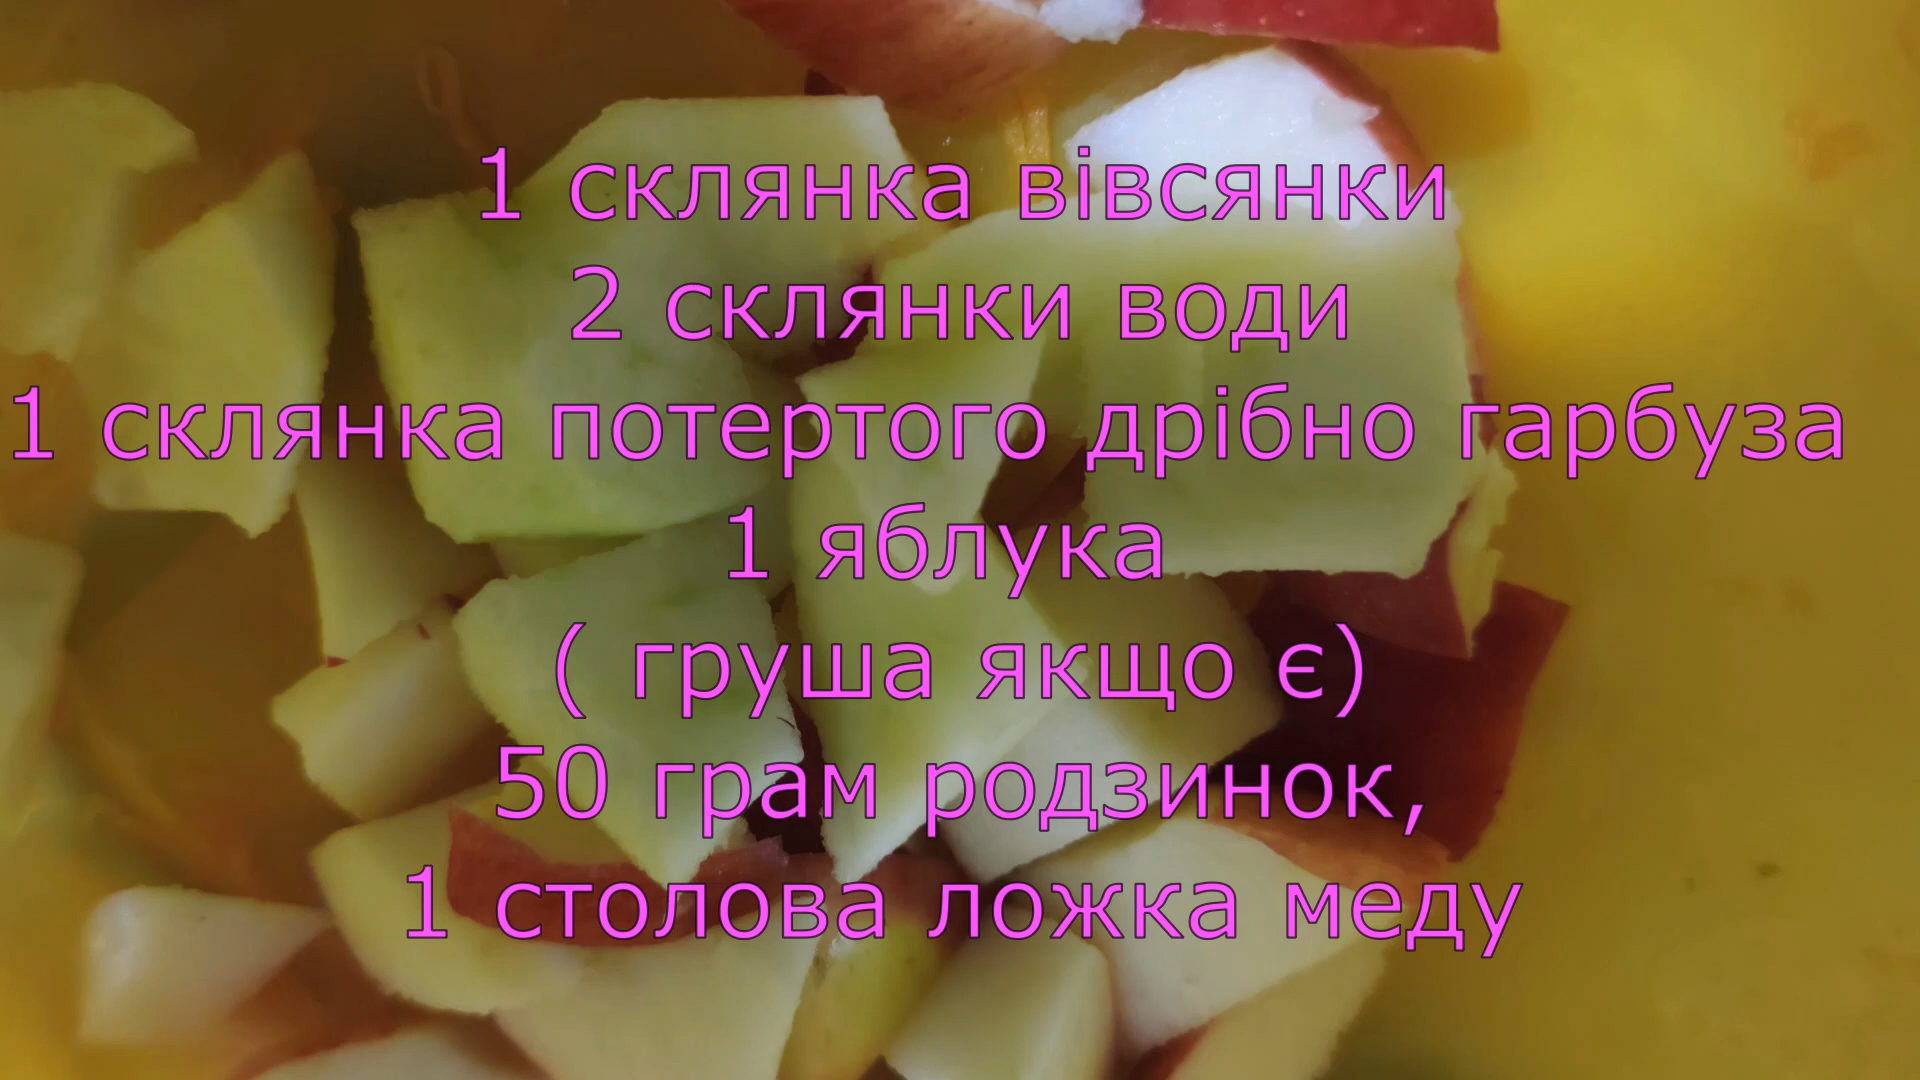 1 склянка вівсянки
2 склянки води
1 склянка потертого дрібно гарбуза
1 яблука
( груша якщо є)
50 грам родзинок,
1 столова ложка меду